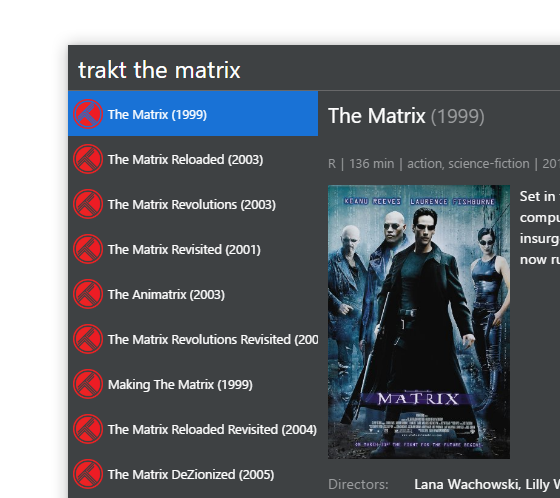 trakt the matrix
The Matrix (1999)
The Matrix Reloaded (2003)
The Matrix Revolutions (2003)
The Matrix Revisited (2001)
The Animatrix (2003)
The Matrix Revolutions Revisited (200
Making The Matrix (1999)
The Matrix Reloaded Revisited (2004)
The Matrix DeZionized (2005)
The Matrix (1999)
R | 136 min | action, science-fiction | 201
KEANU REEVES LAURENCE FISHBURNE
MATRIX
Set in
compu
insurg
now ru
Directors: Lana Wachowski, Lilly W